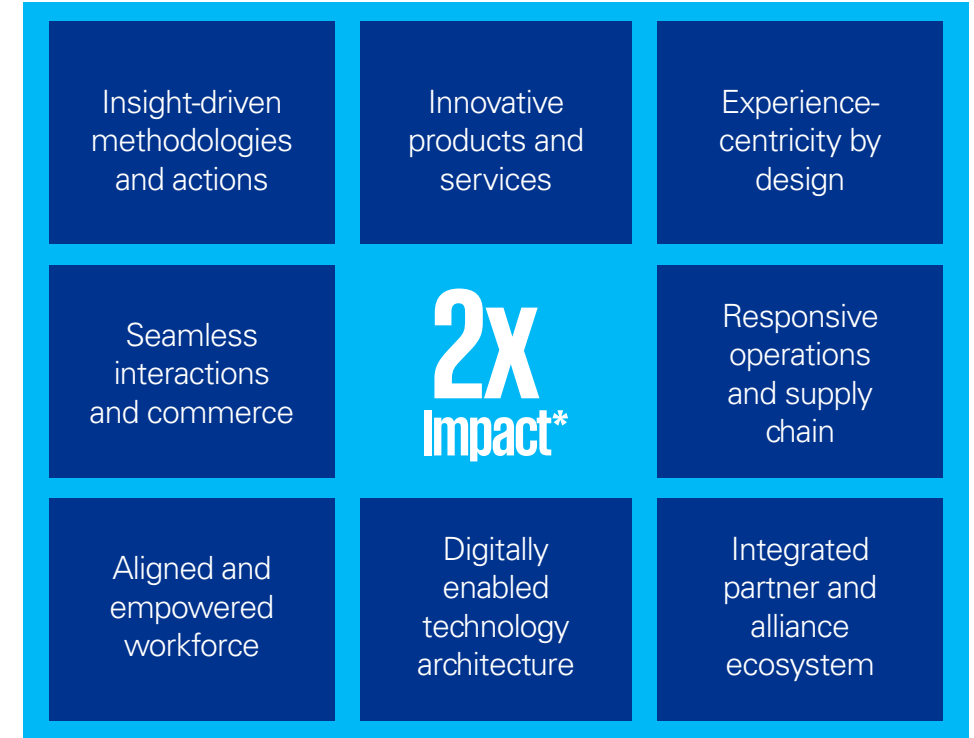 Insight-driven
methodologies
and actions
Innovative
products and
services
Experience-
centricity by
design
Seamless
interactions
and commerce
2x
Impact*
Responsive
operations
and supply
chain
Aligned and
empowered
workforce
Digitally
enabled
technology
architecture
Integrated
partner and
alliance
ecosystem